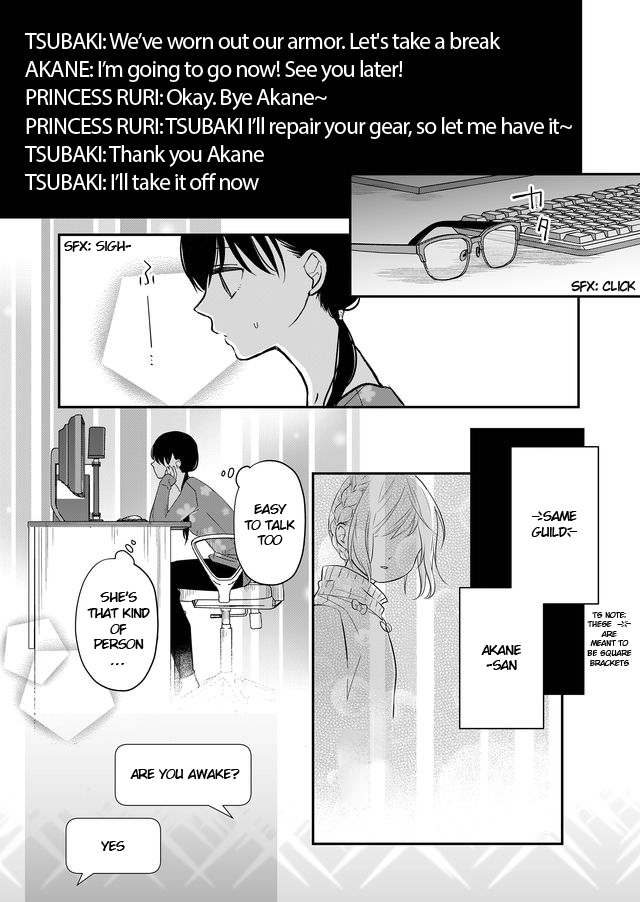 TSUBAKI: We've worn out our armor. Let's take a break
AKANE: I'm going to go now! See you later!
PRINCESS RURI: Okay. Bye Akane~
PRINCESS RURI: TSUBAKI I'll repair your gear, so let me have it~
TSUBAKI: Thank you Akane
TSUBAKI: I'll take it off now
カタ
SFX: CLICK
SFX: SIGH-
ふ
ー
…
⊰SAME
GUILD⊱
TG NOTE:
THESE ⊰⊱
ARE
MEANT TO
BE SQUARE
BRACKETS
AKANE
-SAN
EASY
TO TALK
TOO
SHE'S
THAT KIND
OF
PERSON
...
ARE YOU AWAKE?
YES